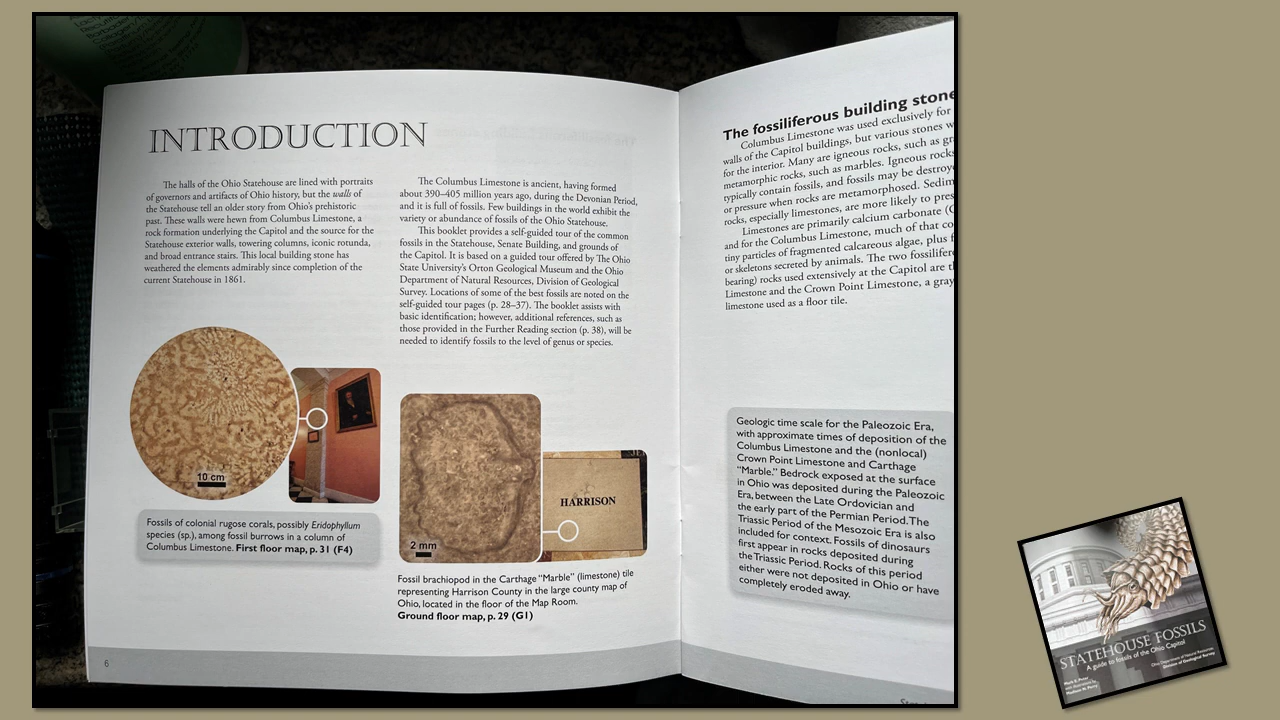 INTRODUCTION
The halls of the Ohio Statehouse are lined with portraits
of governors and artifacts of Ohio history, but the walls of
the Statehouse tell an older story from Ohio's prehistoric
past. These walls were hewn from Columbus Limestone, a
rock formation underlying the Capitol and the source for the
Statehouse exterior walls, towering columns, iconic rotunda,
and broad entrance stairs. This local building stone has
weathered the elements admirably since completion of the
current Statehouse in 1861.
10 cm
Fossils of colonial rugose corals, possibly Eridophyllum
species (sp.), among fossil burrows in a column of
Columbus Limestone. First floor map, p. 31 (F4)
The Columbus Limestone is ancient, having formed
about 390–405 million years ago, during the Devonian Period,
and it is full of fossils. Few buildings in the world exhibit the
variety or abundance of fossils of the Ohio Statehouse.
This booklet provides a self-guided tour of the common
fossils in the Statehouse, Senate Building, and grounds of
the Capitol. It is based on a guided tour offered by The Ohio
State University's Orton Geological Museum and the Ohio
Department of Natural Resources, Division of Geological
Survey. Locations of some of the best fossils are noted on the
self-guided tour pages (p. 28–37). The booklet assists with
basic identification; however, additional references, such as
those provided in the Further Reading section (p. 38), will be
needed to identify fossils to the level of genus or species.
2 mm
HARRISON
Fossil brachiopod in the Carthage "Marble" (limestone) tile
representing Harrison County in the large county map of
Ohio, located in the floor of the Map Room.
Ground floor map, p. 29 (G1)
6
The fossiliferous building stone
Columbus Limestone was used exclusively for
walls of the Capitol buildings, but various stones
for the interior. Many are igneous rocks, such as
metamorphic rocks, such as marbles. Igneous rocks
typically contain fossils, and fossils may be
or pressure when rocks are metamorphosed.
rocks, especially limestones, are more likely to
Limestones are primarily calcium carbonate
and for the Columbus Limestone, much of that
tiny particles of fragmented calcareous algae, plus
or skeletons secreted by animals. The two
bearing) rocks used extensively at the Capitol are
Limestone and the Crown Point Limestone, a
limestone used as a floor tile.
Geologic time scale for the Paleozoic Era,
with approximate times of deposition of the
Columbus Limestone and the (nonlocal)
Crown Point Limestone and Carthage
"Marble." Bedrock exposed at the surface
in Ohio was deposited during the Paleozoic
Era, between the Late Ordovician and
the early part of the Permian Period. The
Triassic Period of the Mesozoic Era is also
included for context. Fossils of dinosaurs
first appear in rocks deposited during
the Triassic Period. Rocks of this period
either were not deposited in Ohio or have
completely eroded away.
STATEHOUSE FOSSILS
A guide to fossils of the Ohio Capitol
Ohio Department of Natural Resources
Division of Geological Survey